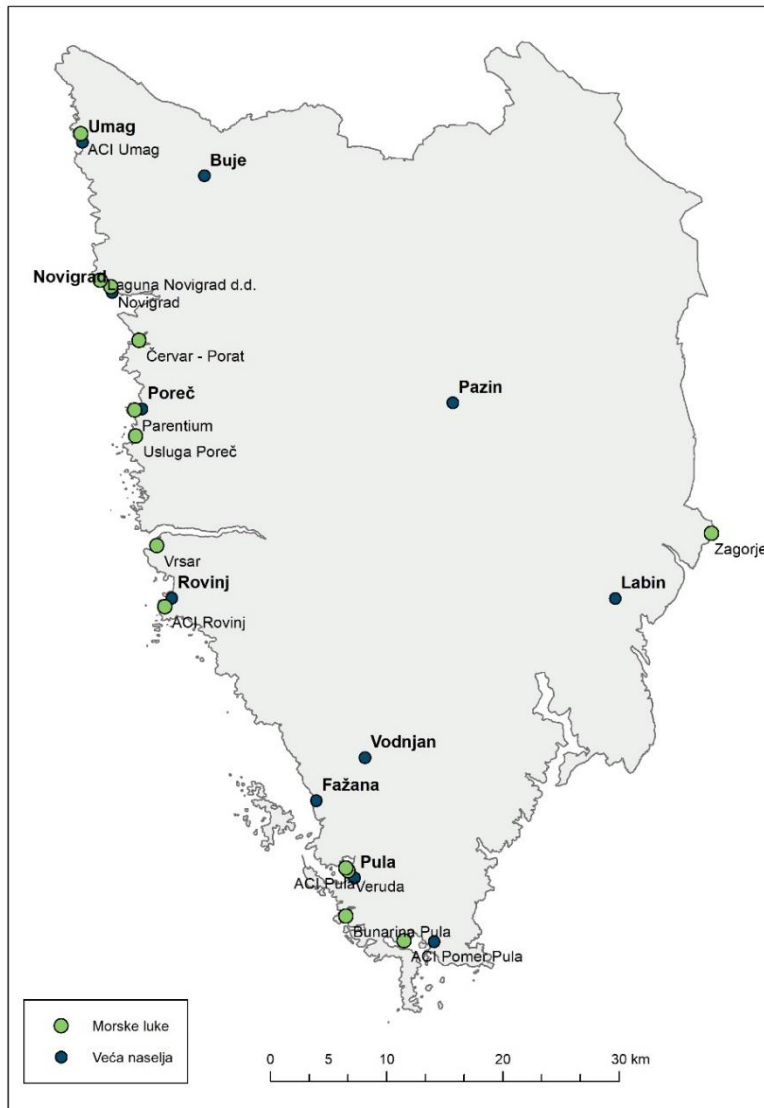 Umag
ACI Umag
Buje
Novigrad
Laguna Novigrad d.d.
Novigrad
Červar - Porat
Poreč
Pazin
Parentium
Usluga Poreč
Zagorje
Vrsar
Rovinj
Labin
ACI Rovinj
Vodnjan
Fažana
Pula
ACI Pula
Veruda
Bunarina Pula
ACI Pomer Pula
Morske luke
Veća naselja
0 5 10 20 30 km